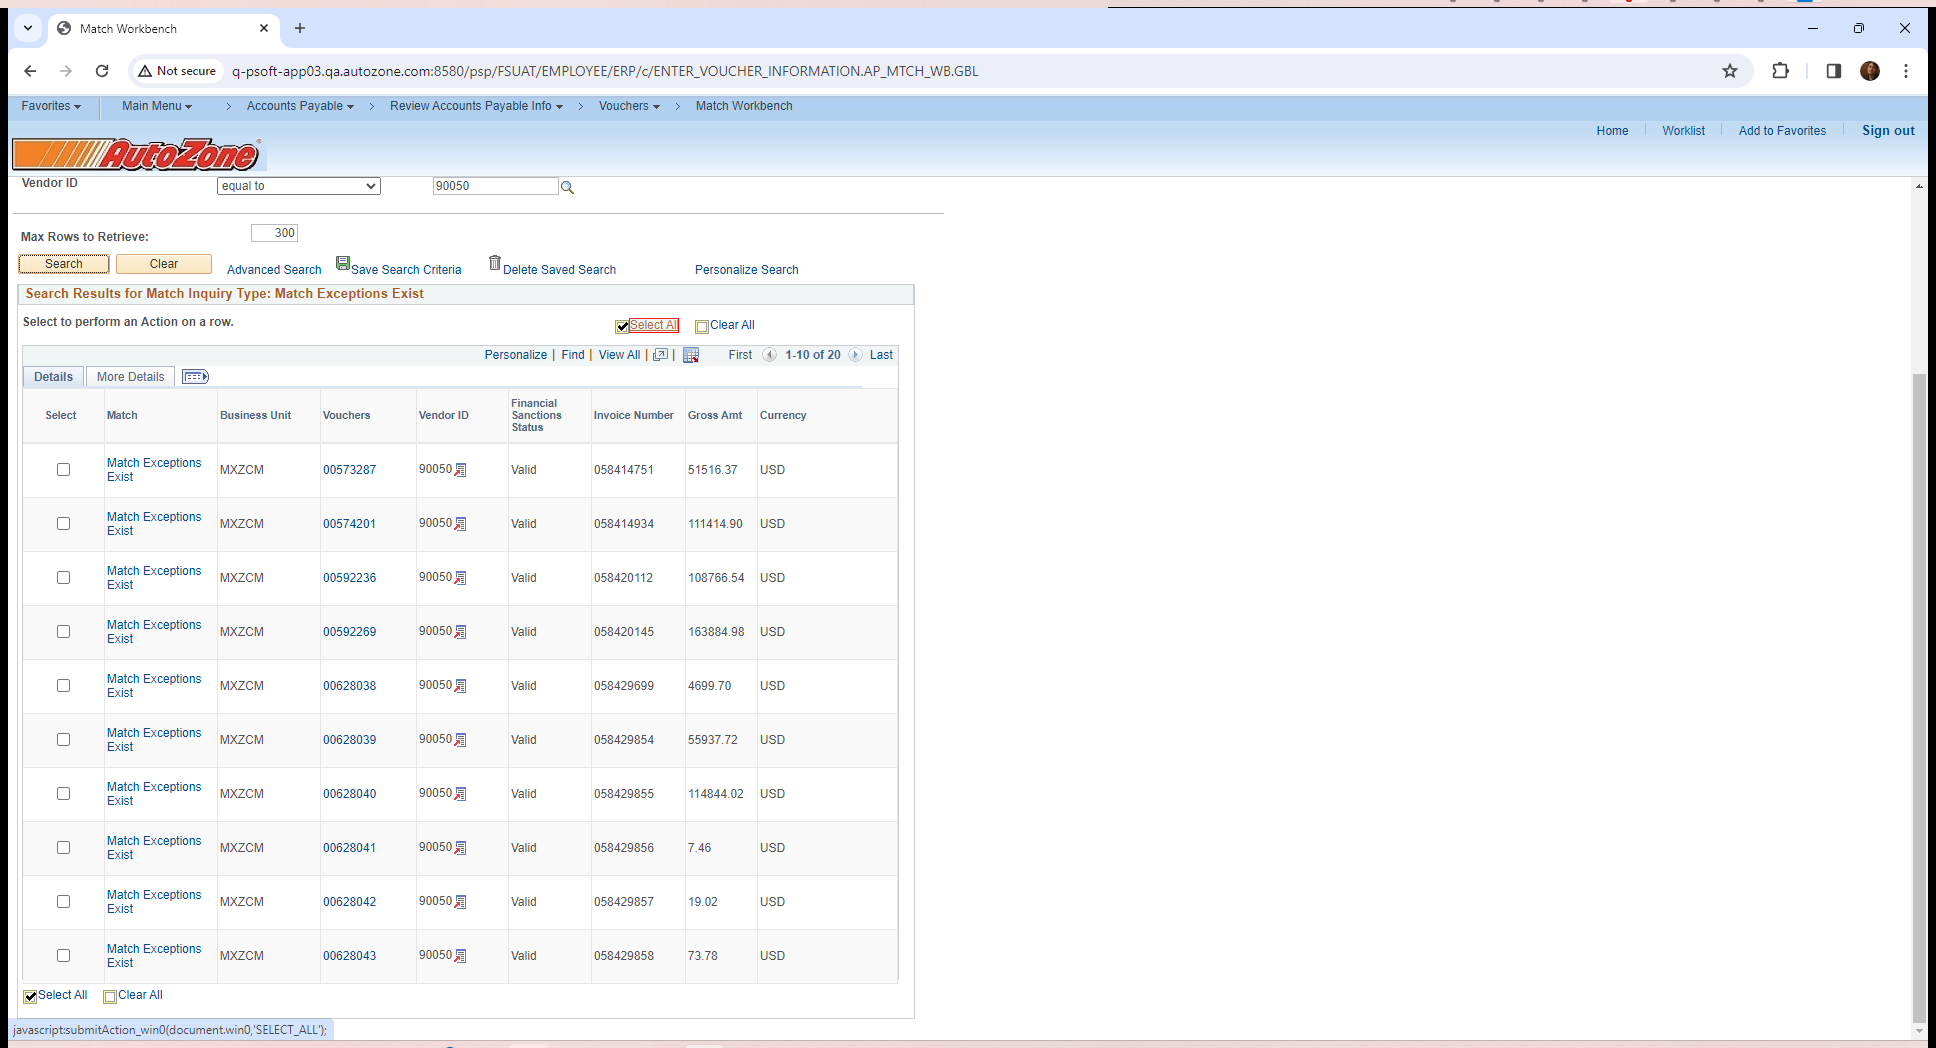 Match Workbench
Not secure q-psoft-app03.qa.autozone.com:8580/psp/FSUAT/EMPLOYEE/ERP/c/ENTER_VOUCHER_INFORMATION.AP_MTCH_WB.GBL
Favorites Main Menu > Accounts Payable > Review Accounts Payable Info > Vouchers > Match Workbench
Home Worklist Add to Favorites Sign out
AutoZone
Vendor ID equal to 90050
Max Rows to Retrieve: 300
Search Clear Advanced Search Save Search Criteria Delete Saved Search Personalize Search
Search Results for Match Inquiry Type: Match Exceptions Exist
Select to perform an Action on a row. Select All Clear All
Personalize | Find | View All | | First 1-10 of 20 Last
Details More Details
Select Match Business Unit Vouchers Vendor ID Financial Sanctions Status Invoice Number Gross Amt Currency
Match Exceptions Exist MXZCM 00573287 90050 Valid 058414751 51516.37 USD
Match Exceptions Exist MXZCM 00574201 90050 Valid 058414934 111414.90 USD
Match Exceptions Exist MXZCM 00592236 90050 Valid 058420112 108766.54 USD
Match Exceptions Exist MXZCM 00592269 90050 Valid 058420145 163884.98 USD
Match Exceptions Exist MXZCM 00628038 90050 Valid 058429699 4699.70 USD
Match Exceptions Exist MXZCM 00628039 90050 Valid 058429854 55937.72 USD
Match Exceptions Exist MXZCM 00628040 90050 Valid 058429855 114844.02 USD
Match Exceptions Exist MXZCM 00628041 90050 Valid 058429856 7.46 USD
Match Exceptions Exist MXZCM 00628042 90050 Valid 058429857 19.02 USD
Match Exceptions Exist MXZCM 00628043 90050 Valid 058429858 73.78 USD
Select All Clear All
javascript:submitAction_win0(document.win0,'SELECT_ALL');